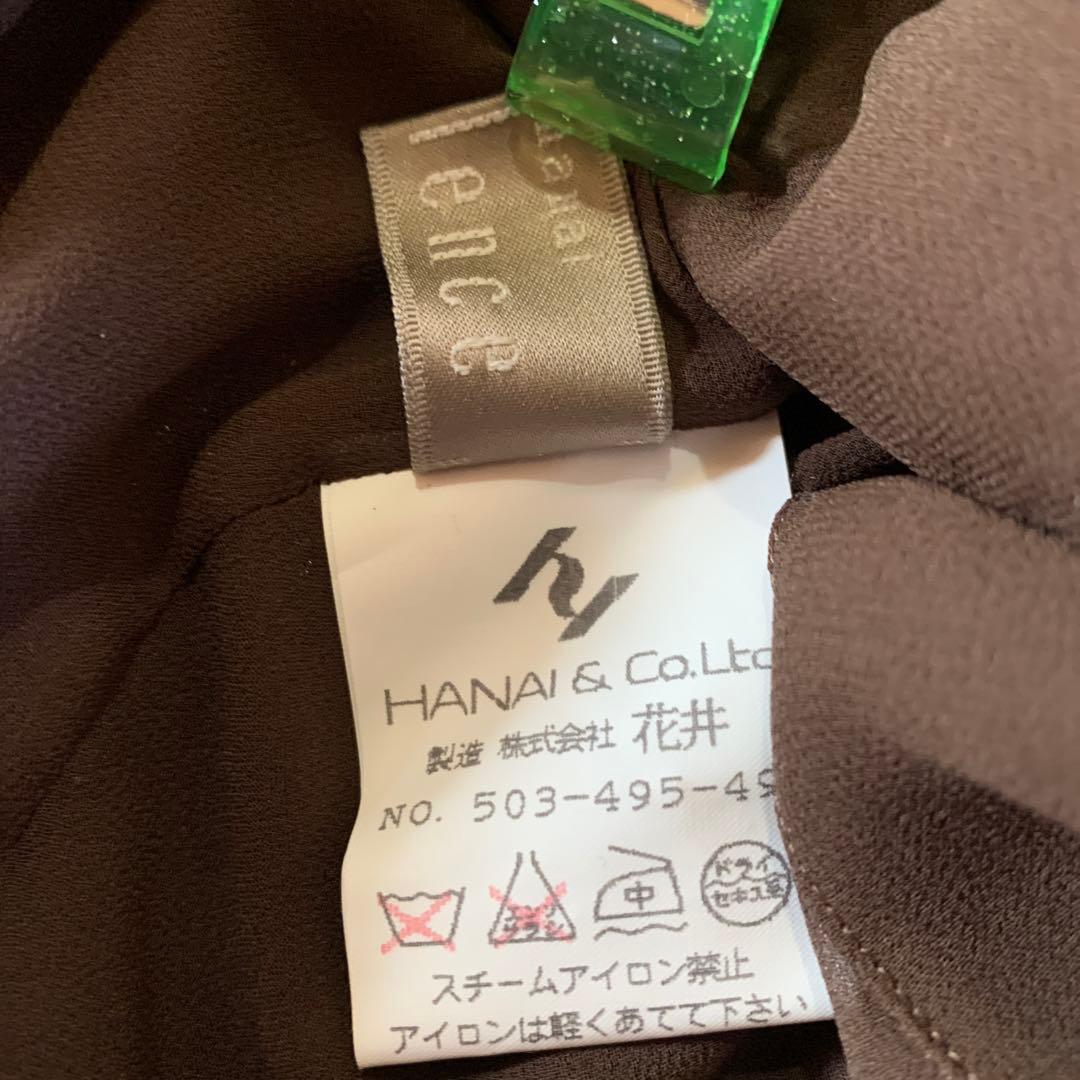 ence
HANAI & Co.Ltd
製造 株式会社 花井
NO. 503-495-49
中
ドライ
セキユ系
スチームアイロン禁止
アイロンは軽くあてて下さい